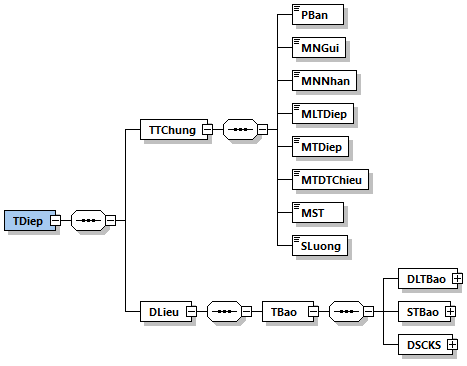 PBan
MNGui
MNNhan
TTChung
MLTDiep
MTDiep
MTDTChieu
MST
TDiep
SLuong
DLTBao
DLieu
TBao
STBao
DSCKS